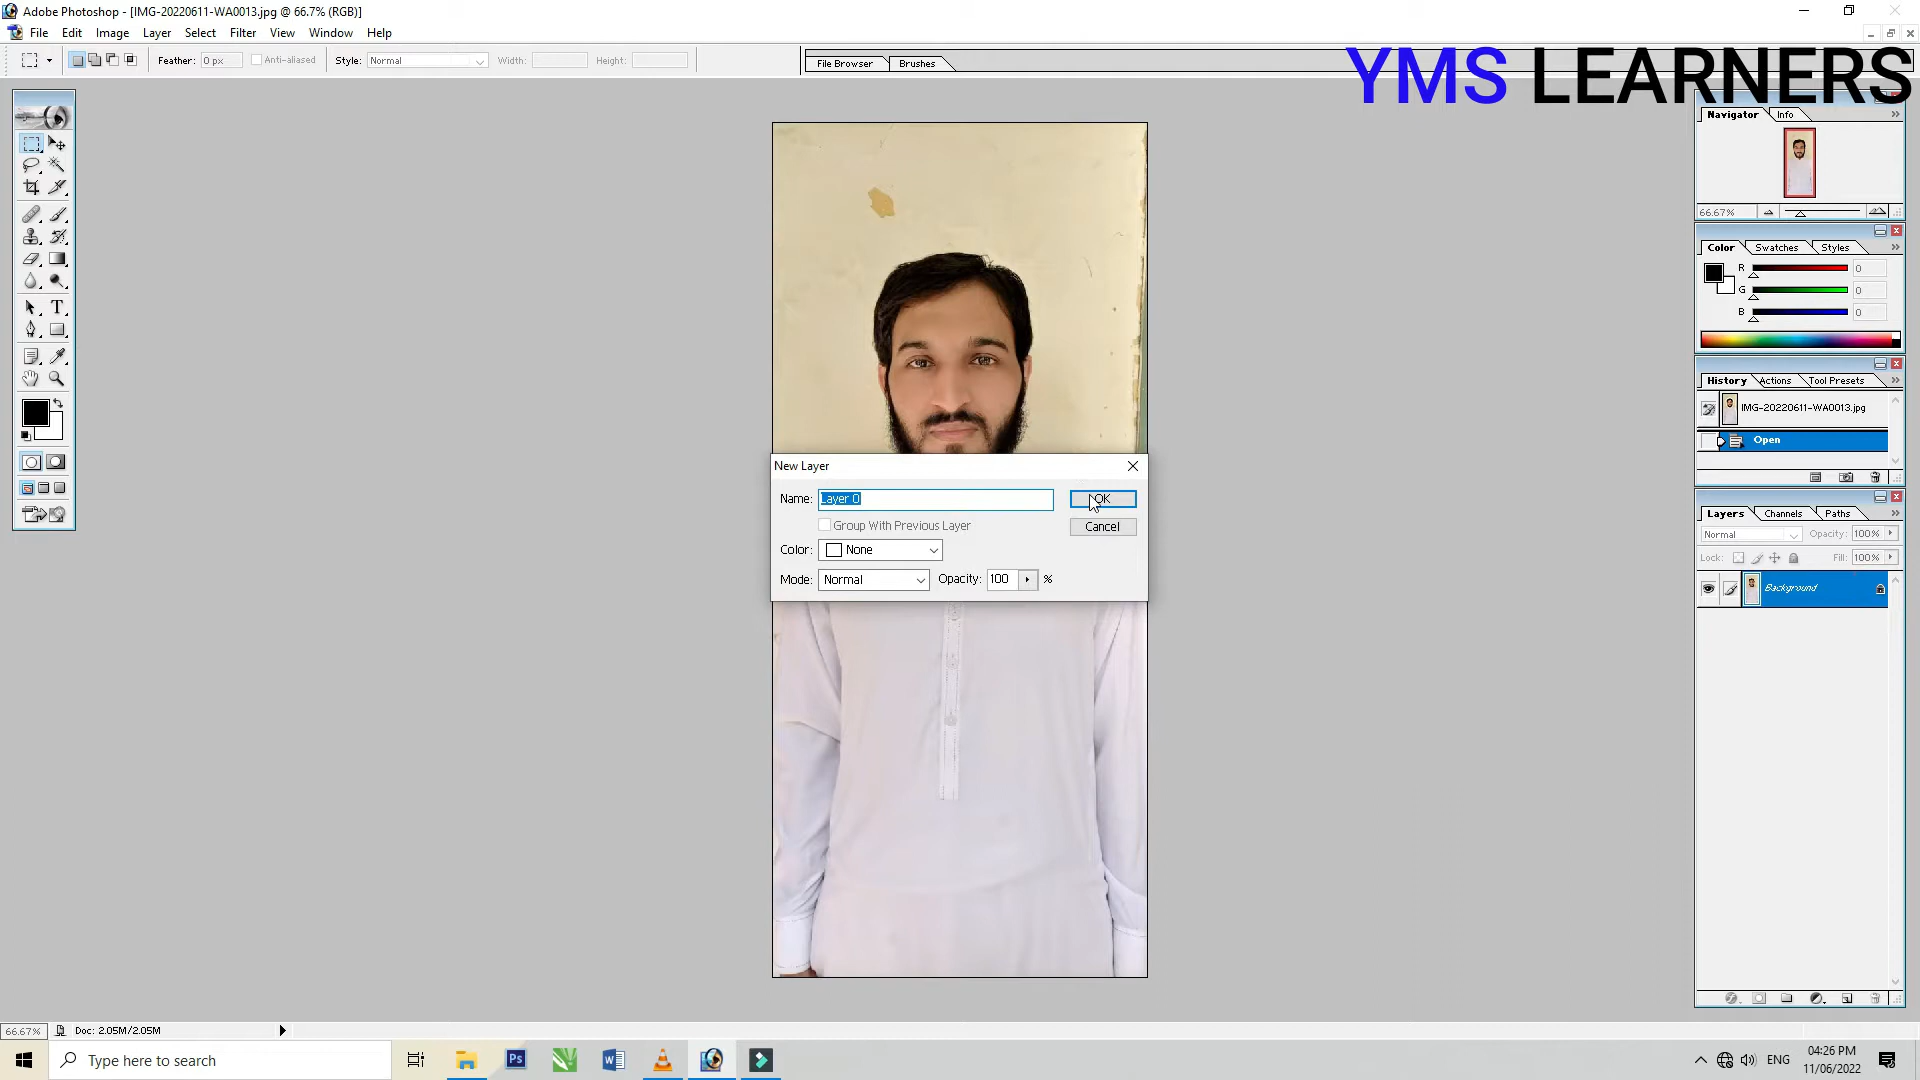 Adobe Photoshop - [IMG-20220611-WA0013.jpg @ 66.7% (RGB)]
File Edit Image Layer Select Filter View Window Help
Feather: 0 px Anti-aliased Style: Normal Width: Height:
File Browser Brushes
YMS LEARNERS
Navigator Info
66.67%
Color Swatches Styles
R 0
G 0
B 0
History Actions Tool Presets
IMG-20220611-WA0013.jpg
Open
New Layer
Name: Layer 0 OK
Group With Previous Layer Cancel
Color: None
Mode: Normal Opacity: 100 %
Layers Channels Paths
Normal Opacity: 100%
Lock: Fill: 100%
Background
66.67% Doc: 2.05M/2.05M
Type here to search
Ps
ENG
04:26 PM
11/06/2022